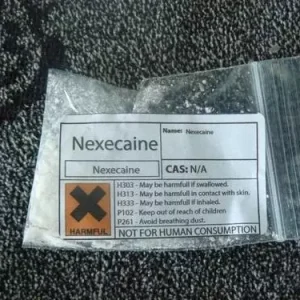 Name: Nexecaine
Nexecaine
Nexecaine
CAS: N/A
H303 - May be harmfull if swallowed.
H313 - May be harmfull in contact with skin.
H333 - May be harmfull if inhaled.
P102 - Keep out of reach of children
P261 - Avoid breathing dust.
HARMFUL
NOT FOR HUMAN CONSUMPTION